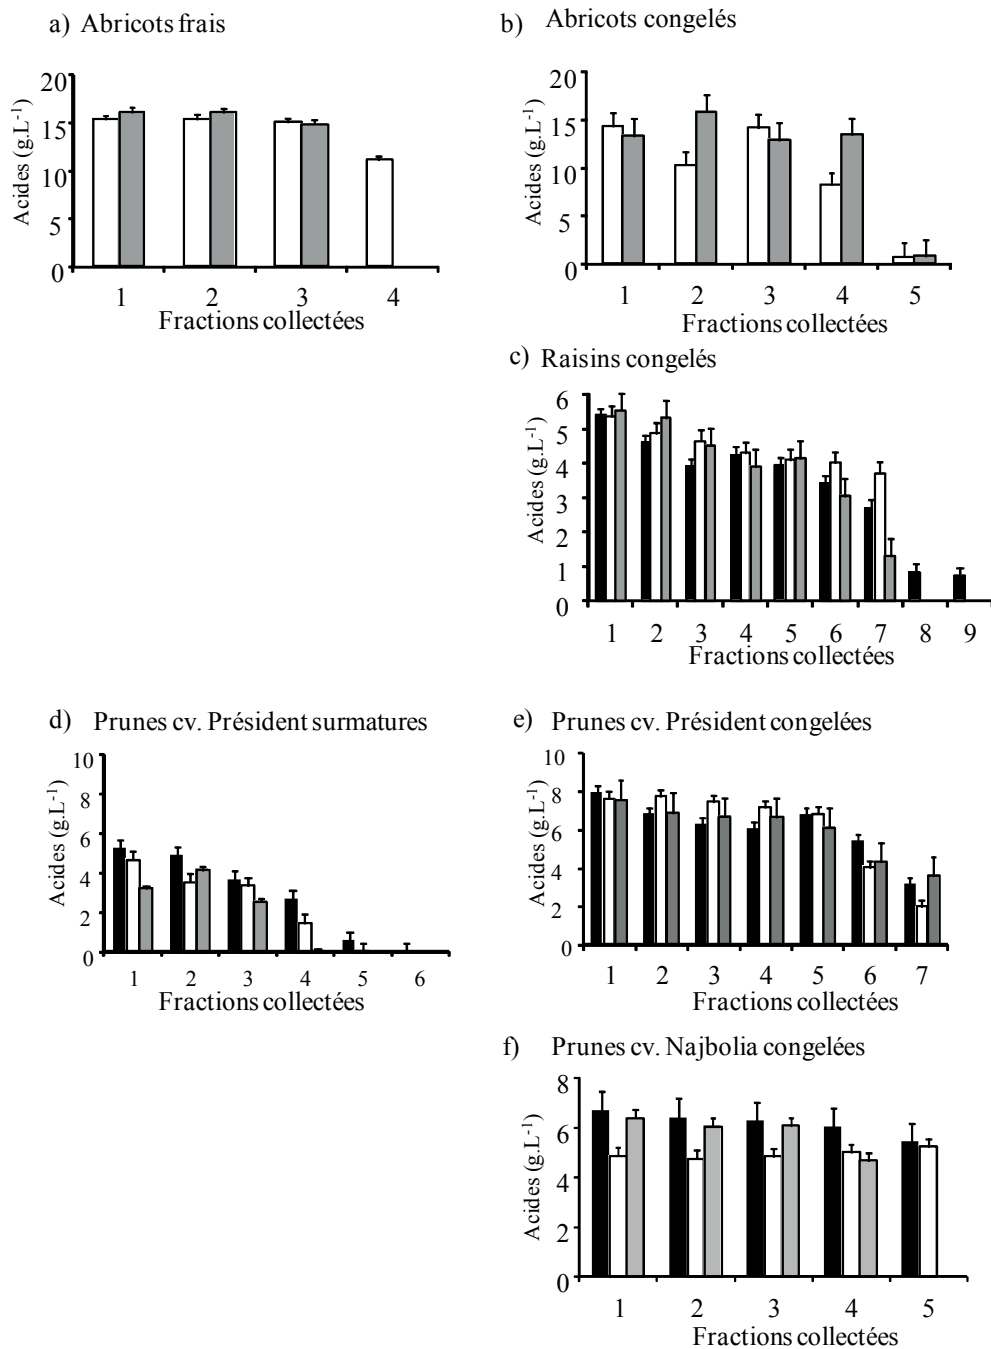 a) Abricots frais
20
15
10
5
0
Acides (g.L-1)
1 2 3 4
Fractions collectées
b) Abricots congelés
20
15
10
5
0
Acides (g.L-1)
1 2 3 4 5
Fractions collectées
c) Raisins congelés
6
5
4
3
2
1
0
Acides (g.L-1)
1 2 3 4 5 6 7 8 9
Fractions collectées
d) Prunes cv. Président surmatures
10
8
6
4
2
0
Acides (g.L-1)
1 2 3 4 5 6
Fractions collectées
e) Prunes cv. Président congelées
10
8
6
4
2
0
Acides (g.L-1)
1 2 3 4 5 6 7
Fractions collectées
f) Prunes cv. Najbolia congelées
8
6
4
2
0
Acides (g.L-1)
1 2 3 4 5
Fractions collectées